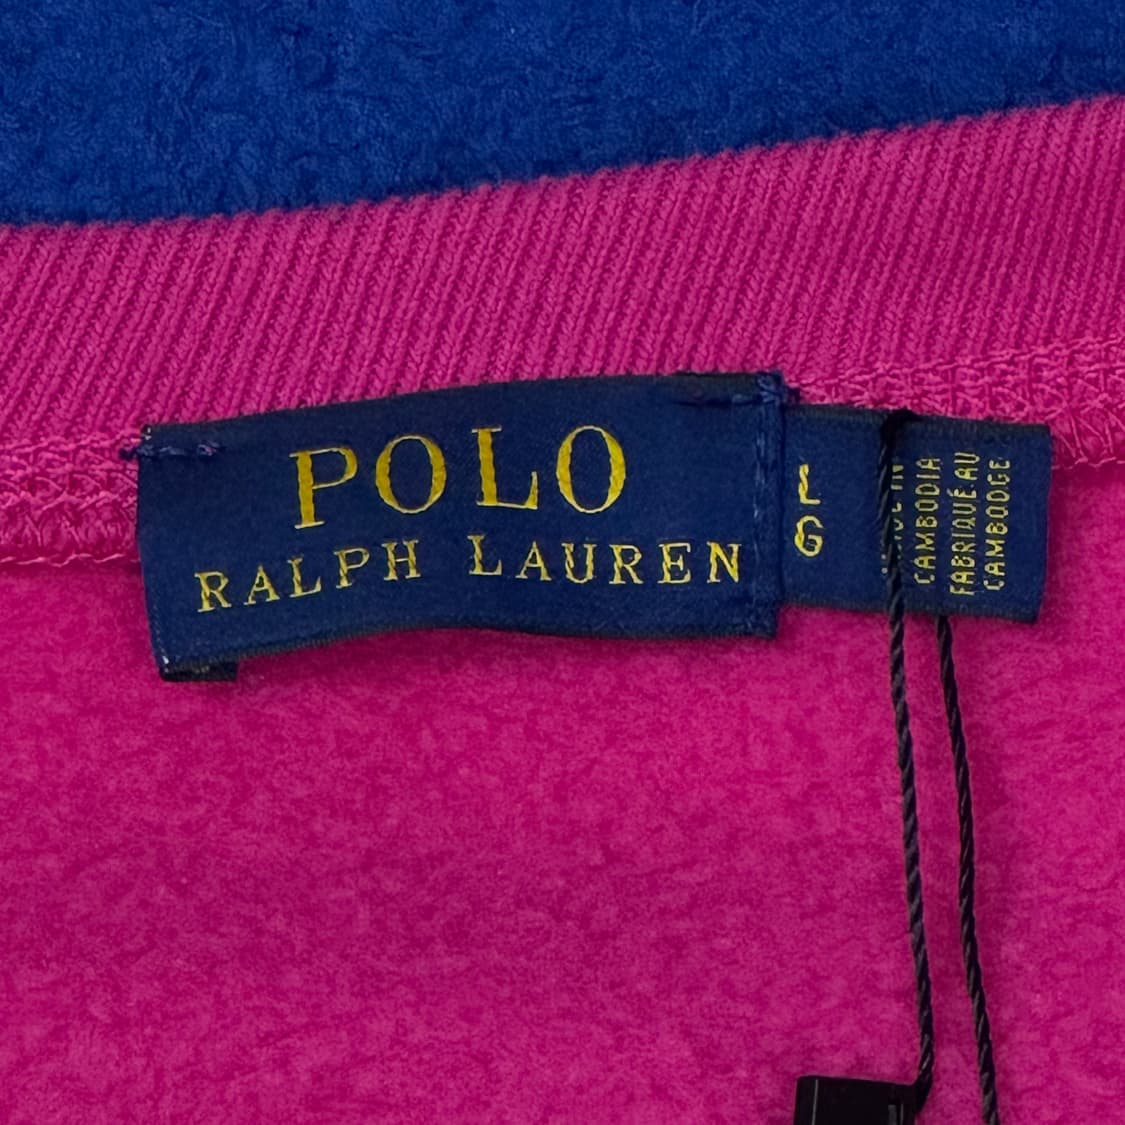 POLO
RALPH LAUREN
L
G
CAMBODIA
FABRIQUÉ AU
CAMBODGE